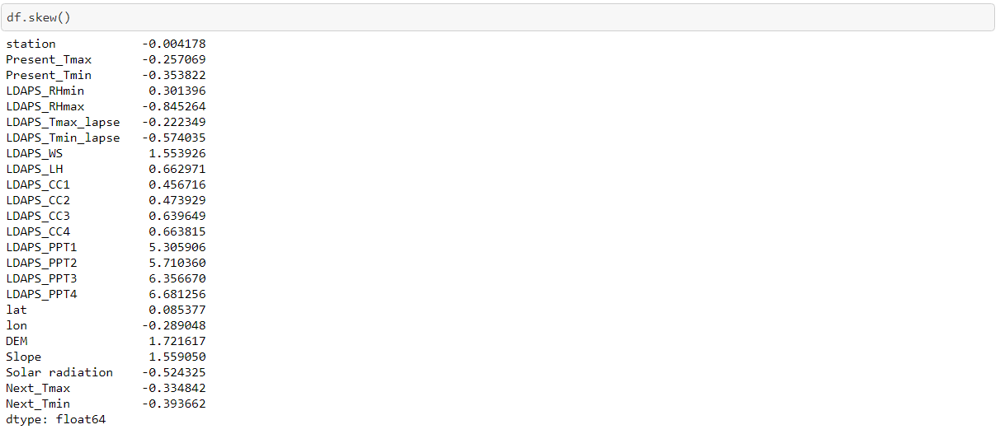 df.skew()
station            -0.004178
Present_Tmax       -0.257069
Present_Tmin       -0.353822
LDAPS_RHmin         0.301396
LDAPS_RHmax        -0.845264
LDAPS_Tmax_lapse   -0.222349
LDAPS_Tmin_lapse   -0.574035
LDAPS_WS            1.553926
LDAPS_LH            0.662971
LDAPS_CC1           0.456716
LDAPS_CC2           0.473929
LDAPS_CC3           0.639649
LDAPS_CC4           0.663815
LDAPS_PPT1          5.305906
LDAPS_PPT2          5.710360
LDAPS_PPT3          6.356670
LDAPS_PPT4          6.681256
lat                 0.085377
lon                -0.289048
DEM                 1.721617
Slope               1.559050
Solar radiation    -0.524325
Next_Tmax          -0.334842
Next_Tmin          -0.393662
dtype: float64